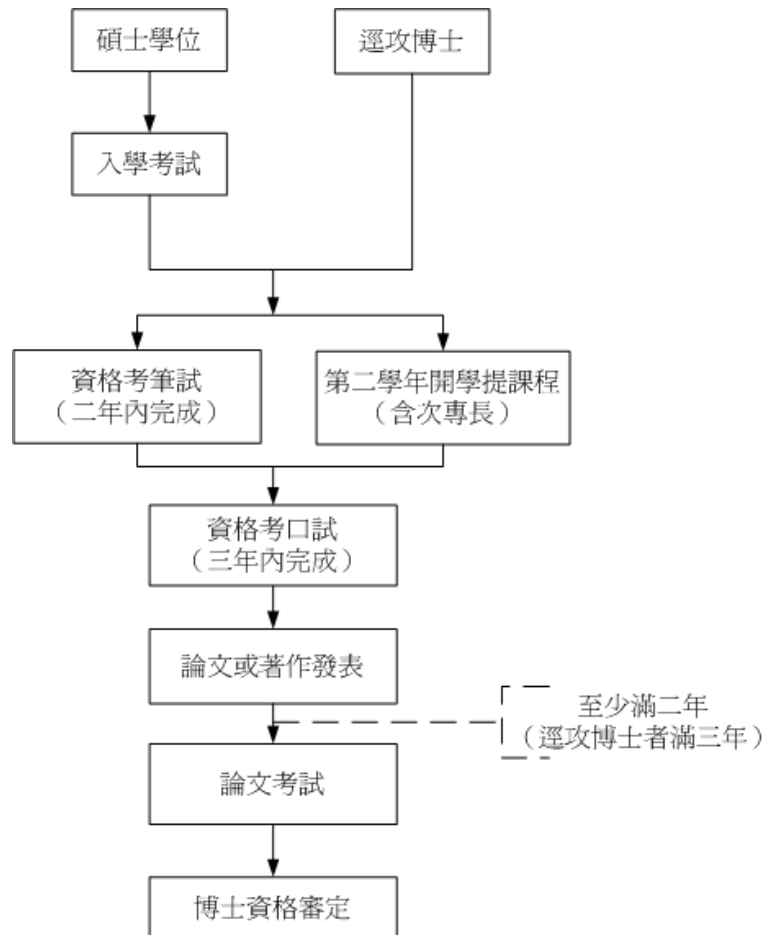 碩士學位
逕攻博士
入學考試
資格考筆試
（二年內完成）
第二學年開學提課程
（含次專長）
資格考口試
（三年內完成）
論文或著作發表
至少滿二年
（逕攻博士者滿三年）
論文考試
博士資格審定